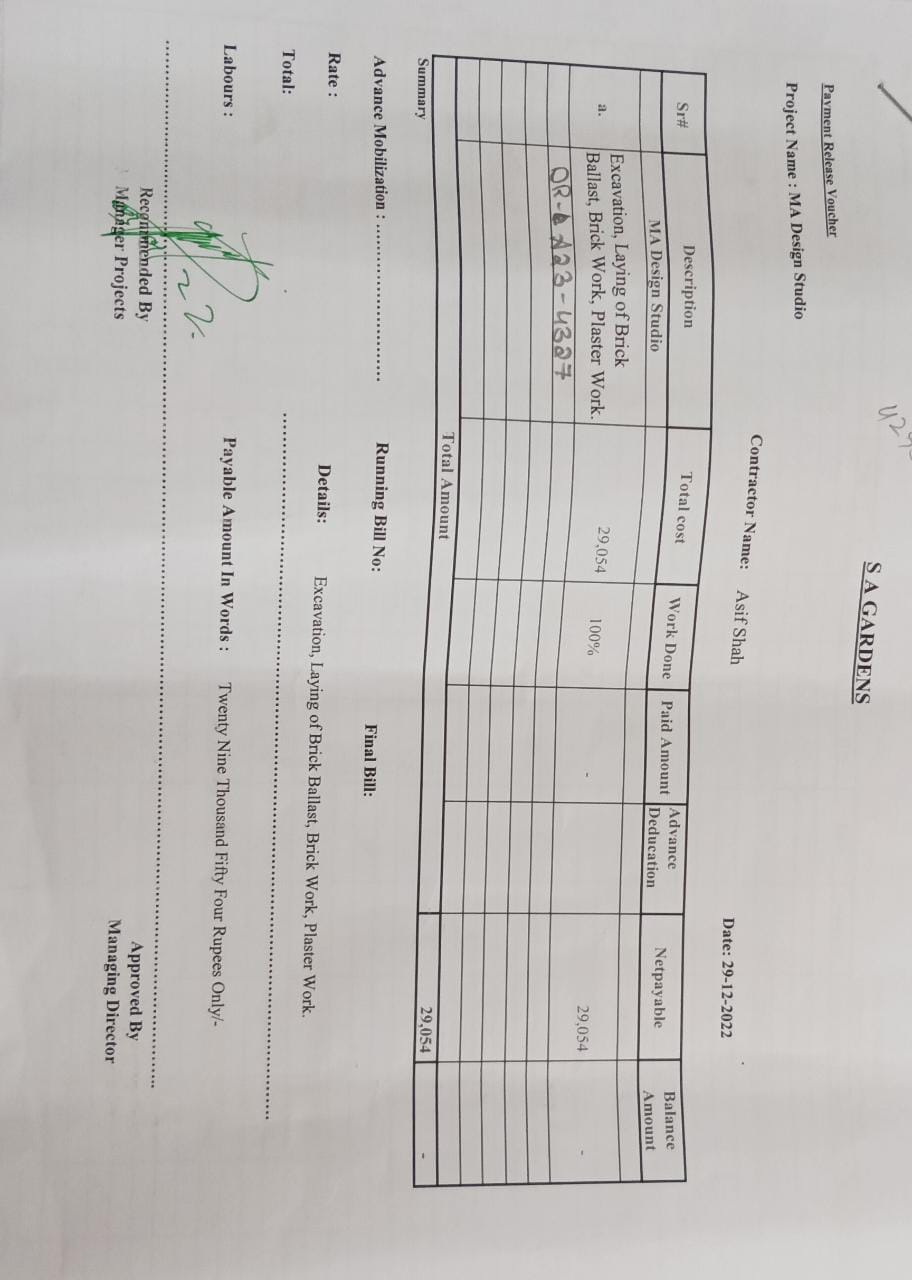 S A GARDENS
Payment Release Voucher
Project Name : MA Design Studio
Contractor Name: Asif Shah
Date: 29-12-2022
Sr# Description Total cost Work Done Paid Amount Advance Deducation Netpayable Balance Amount
MA Design Studio
a. Excavation, Laying of Brick Ballast, Brick Work, Plaster Work. 29,054 100% - 29,054 -
Total Amount 29,054 -
Summary
Advance Mobilization : Running Bill No: Final Bill:
Rate : Details: Excavation, Laying of Brick Ballast, Brick Work, Plaster Work.
Total:
Labours : Payable Amount In Words : Twenty Nine Thousand Fifty Four Rupees Only/-
Recommended By Approved By
Manager Projects Managing Director